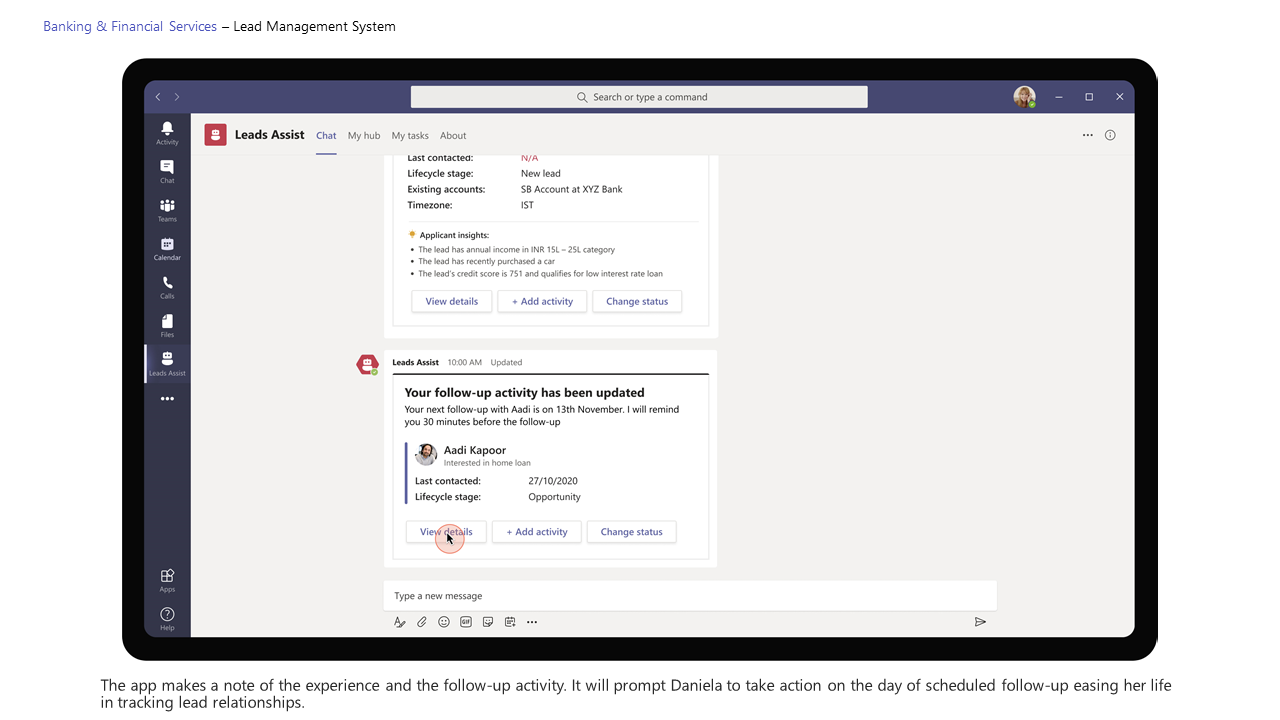 Banking & Financial Services – Lead Management System
Search or type a command
Leads Assist Chat My hub My tasks About
Activity
Chat
Teams
Calendar
Calls
Files
Leads Assist
Apps
Help
Last contacted: N/A
Lifecycle stage: New lead
Existing accounts: SB Account at XYZ Bank
Timezone: IST
Applicant insights:
• The lead has annual income in INR 15L – 25L category
• The lead has recently purchased a car
• The lead's credit score is 751 and qualifies for low interest rate loan
View details + Add activity Change status
Leads Assist 10:00 AM Updated
Your follow-up activity has been updated
Your next follow-up with Aadi is on 13th November. I will remind
you 30 minutes before the follow-up
Aadi Kapoor
Interested in home loan
Last contacted: 27/10/2020
Lifecycle stage: Opportunity
View details + Add activity Change status
Type a new message
GIF
The app makes a note of the experience and the follow-up activity. It will prompt Daniela to take action on the day of scheduled follow-up easing her life
in tracking lead relationships.